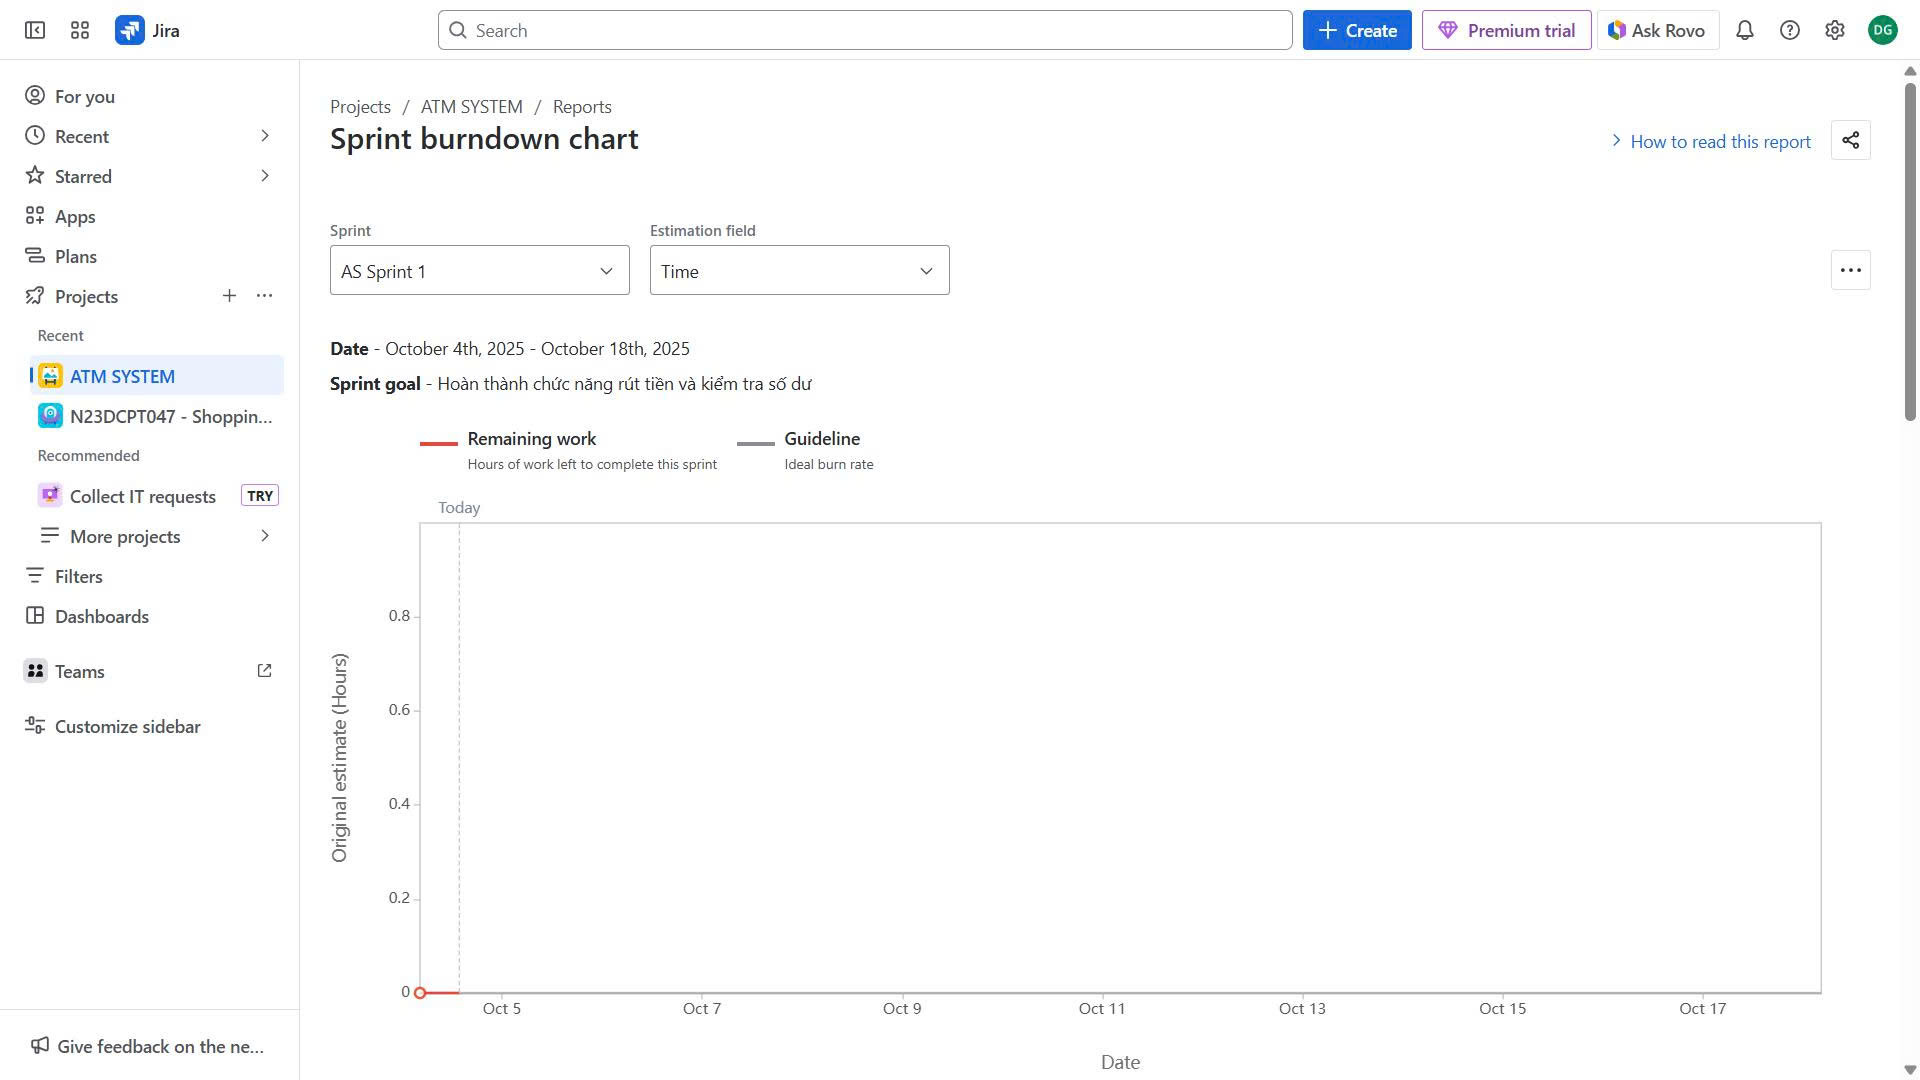 Jira
Search
Create
Premium trial
Ask Rovo
DG
For you
Recent
Starred
Apps
Plans
Projects
Recent
ATM SYSTEM
N23DCPT047 - Shoppin...
Recommended
Collect IT requests
TRY
More projects
Filters
Dashboards
Teams
Customize sidebar
Give feedback on the ne...
Projects / ATM SYSTEM / Reports
Sprint burndown chart
How to read this report
Sprint
AS Sprint 1
Estimation field
Time
Date - October 4th, 2025 - October 18th, 2025
Sprint goal - Hoàn thành chức năng rút tiền và kiểm tra số dư
Remaining work
Hours of work left to complete this sprint
Guideline
Ideal burn rate
Today
Original estimate (Hours)
0.8
0.6
0.4
0.2
0
Oct 5
Oct 7
Oct 9
Oct 11
Oct 13
Oct 15
Oct 17
Date